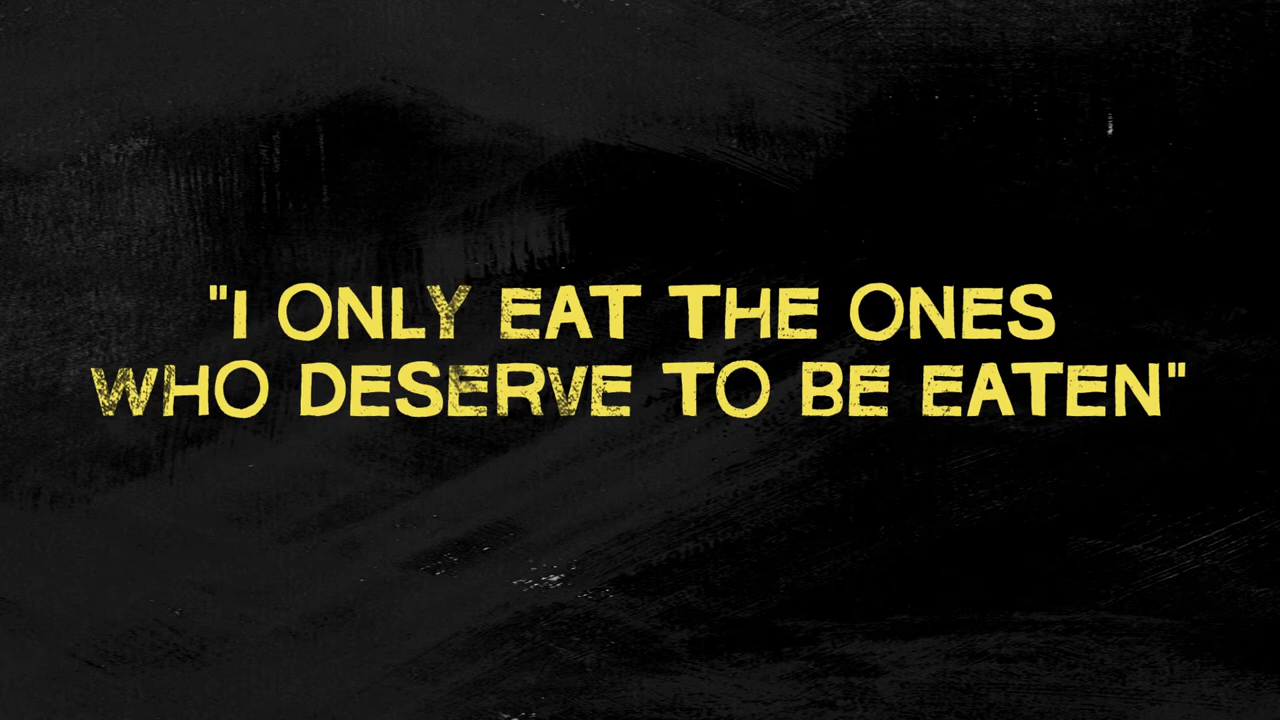 "I ONLY EAT THE ONES
WHO DESERVE TO BE EATEN"